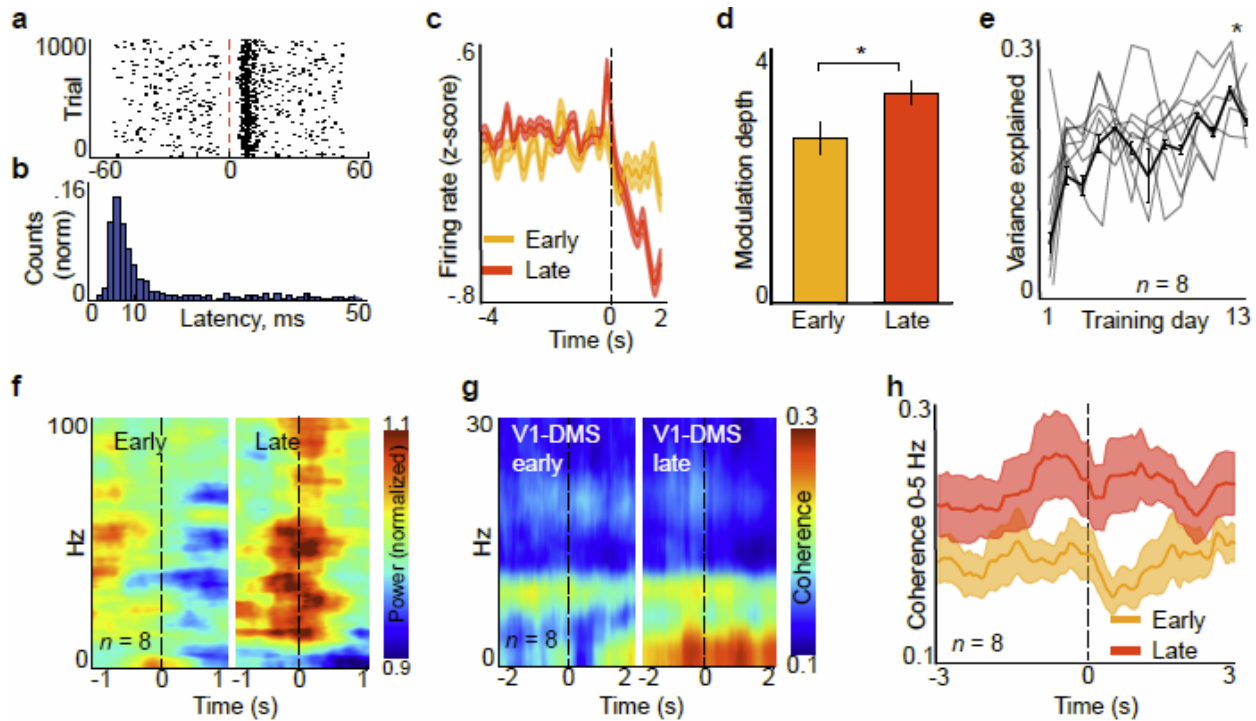 a
1000
Trial
0
-60
0
60
b
.16
Counts
(norm)
0
0
10
50
Latency, ms
c
.6
Firing rate (z-score)
-.8
Early
Late
-4
0
2
Time (s)
d
4
*
Modulation depth
0
Early
Late
e
0.3
*
Variance explained
0
n = 8
1
13
Training day
f
100
Early
Late
Hz
n = 8
0
-1
0
1
-1
0
1
Time (s)
1.1
Power (normalized)
0.9
g
30
V1-DMS
early
V1-DMS
late
Hz
n = 8
0
-2
0
2
-2
0
2
Time (s)
0.3
Coherence
0.1
h
0.3
Coherence 0-5 Hz
0.1
n = 8
Early
Late
-3
0
3
Time (s)